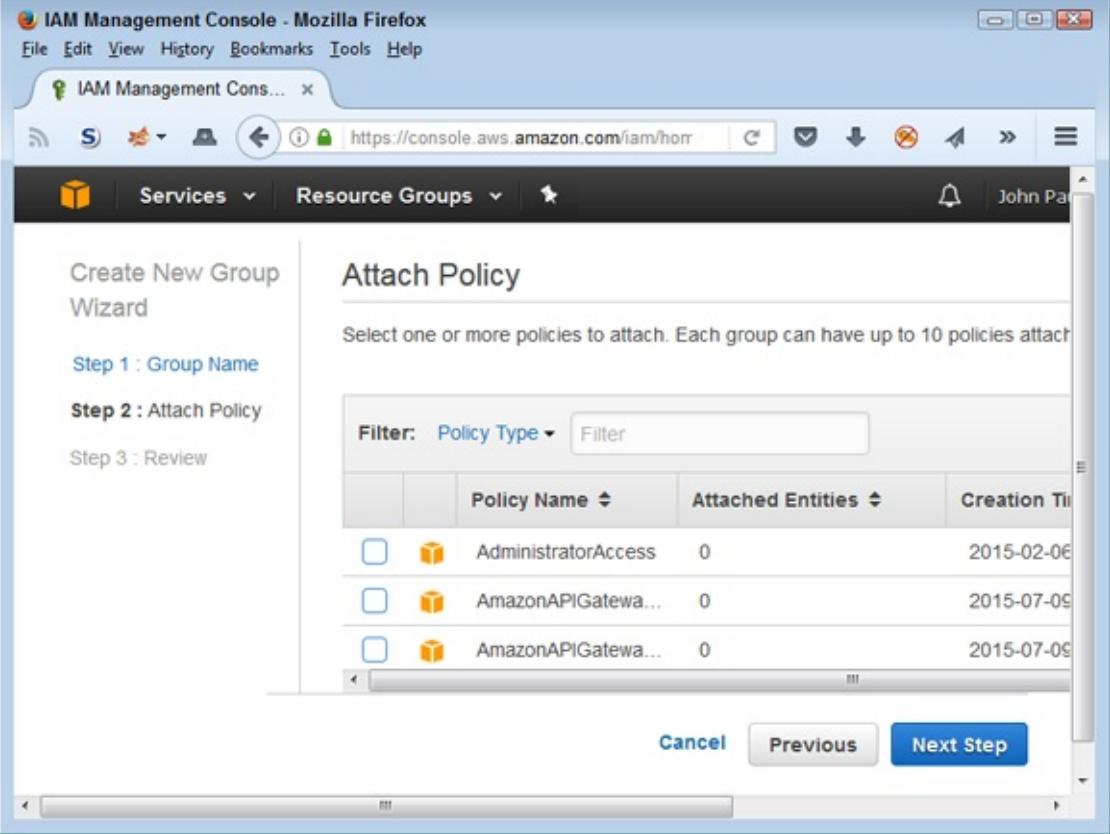 IAM Management Console - Mozilla Firefox
File Edit View History Bookmarks Tools Help
IAM Management Cons... ×
https://console.aws.amazon.com/iam/hom
Services Resource Groups John Pau
Create New Group Wizard
Step 1 : Group Name
Step 2 : Attach Policy
Step 3 : Review
Attach Policy
Select one or more policies to attach. Each group can have up to 10 policies attach
Filter: Policy Type Filter
Policy Name Attached Entities Creation Ti
AdministratorAccess 0 2015-02-06
AmazonAPIGatewa... 0 2015-07-09
AmazonAPIGatewa... 0 2015-07-09
Cancel Previous Next Step